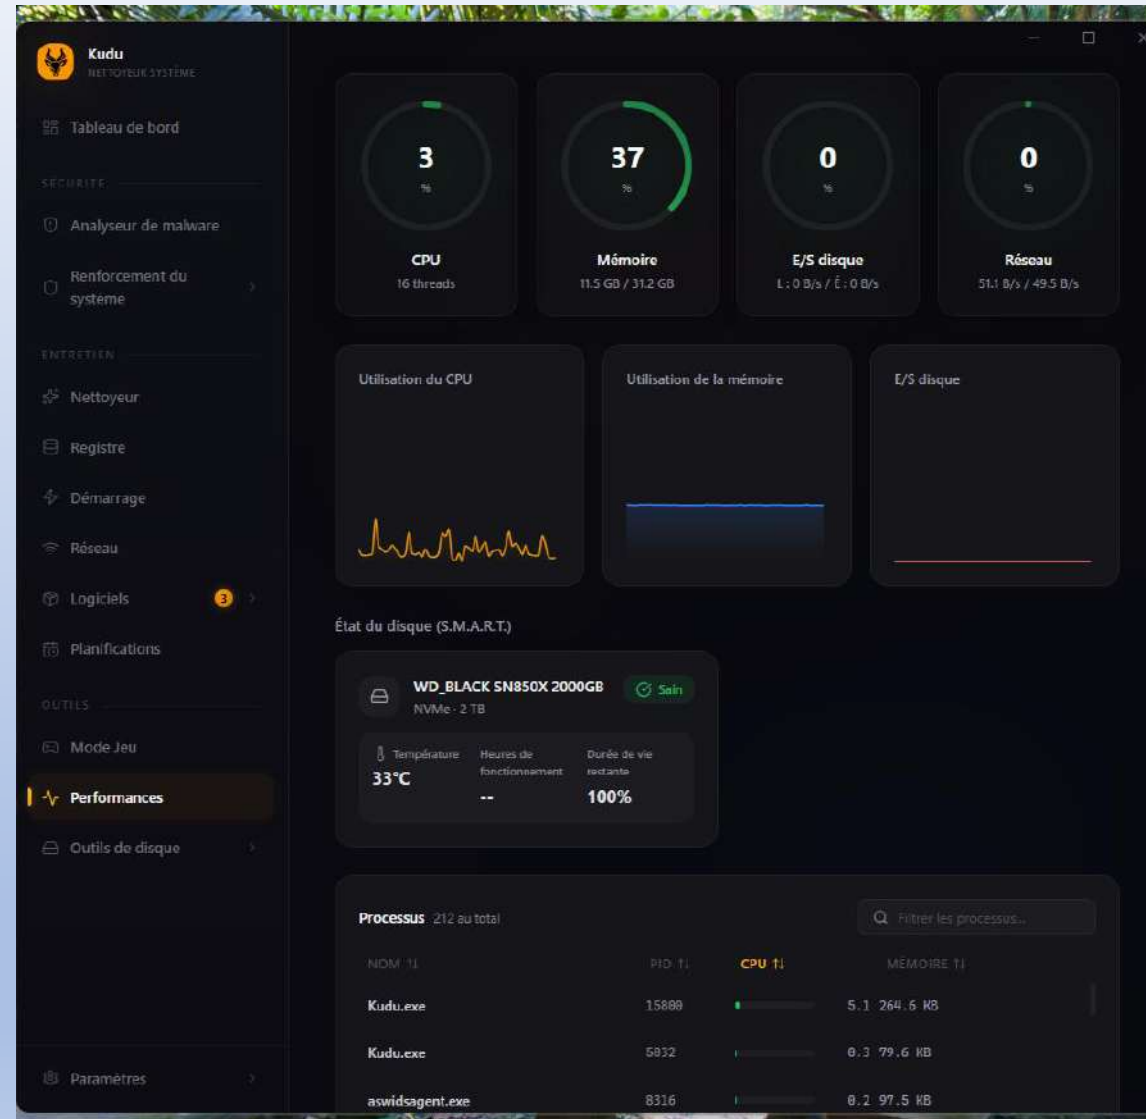 Kudu
NETTOYEUR SYSTÈME
Tableau de bord
SÉCURITÉ
Analyseur de malware
Renforcement du
système
ENTRETIEN
Nettoyeur
Registre
Démarrage
Réseau
Logiciels 3
Planifications
OUTILS
Mode Jeu
Performances
Outils de disque
Paramètres
3
%
CPU
16 threads
37
%
Mémoire
11.5 GB / 31.2 GB
0
%
E/S disque
L : 0 B/s / É : 0 B/s
0
%
Réseau
51.1 B/s / 49.5 B/s
Utilisation du CPU
Utilisation de la mémoire
E/S disque
État du disque (S.M.A.R.T.)
WD_BLACK SN850X 2000GB
Sain
NVMe · 2 TB
Température
33°C
Heures de
fonctionnement
--
Durée de vie
restante
100%
Processus 212 au total
Filtrer les processus...
NOM ↑↓ PID ↑↓ CPU ↑↓ MÉMOIRE ↑↓
Kudu.exe 15800 5.1 264.6 KB
Kudu.exe 5032 0.3 79.6 KB
aswidsagent.exe 8316 0.2 97.5 KB